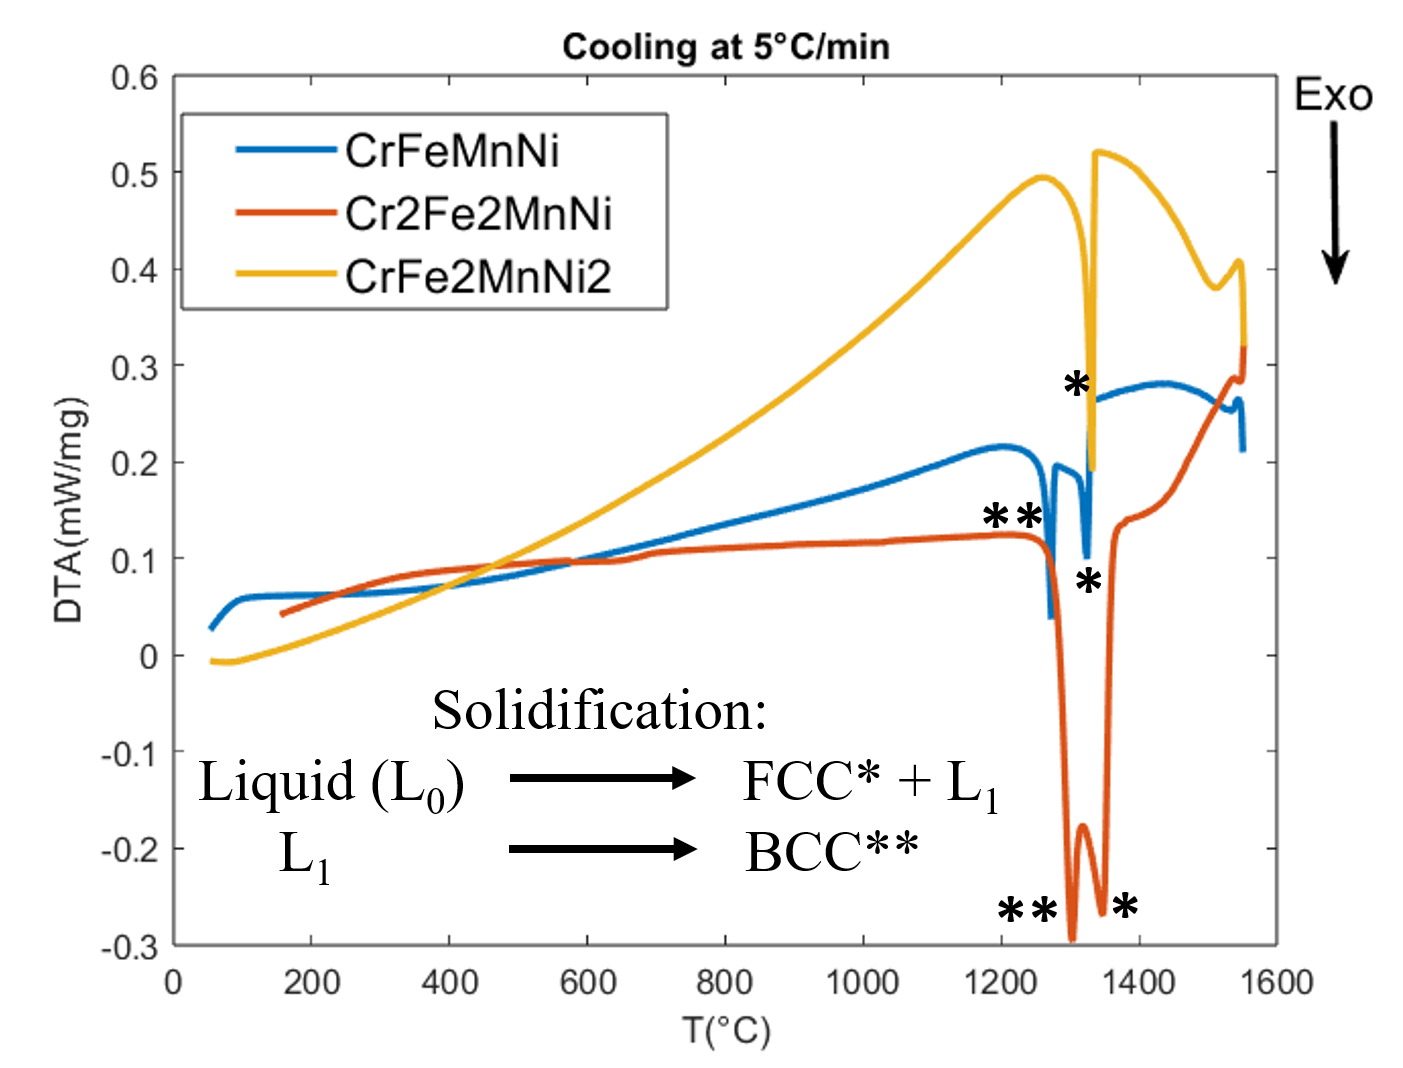 Cooling at 5°C/min
Exo
CrFeMnNi
Cr2Fe2MnNi
CrFe2MnNi2
0.6
0.5
0.4
0.3
0.2
0.1
0
-0.1
-0.2
-0.3
DTA(mW/mg)
*
**
*
Solidification:
Liquid (L₀) → FCC* + L₁
L₁ → BCC**
** *
0 200 400 600 800 1000 1200 1400 1600
T(°C)